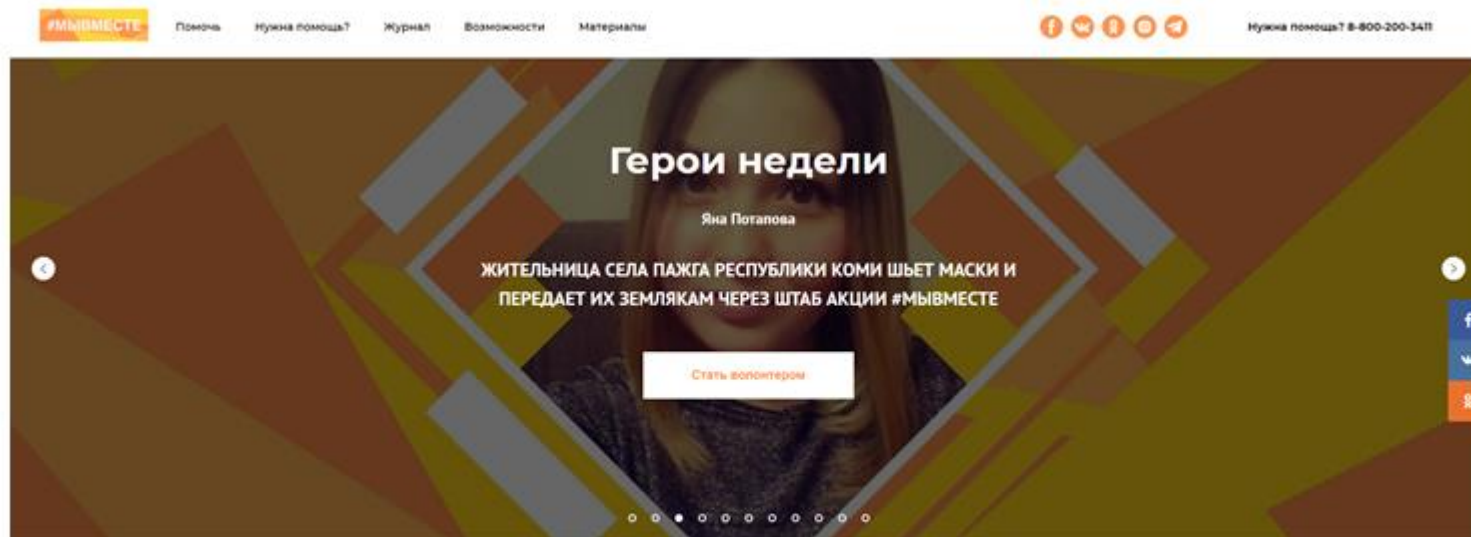 #МЫВМЕСТЕ
Помочь Нужна помощь? Журнал Возможности Материалы Нужна помощь? 8-800-200-3411
Герои недели
Яна Потапова
ЖИТЕЛЬНИЦА СЕЛА ПАЖГА РЕСПУБЛИКИ КОМИ ШЬЕТ МАСКИ И
ПЕРЕДАЕТ ИХ ЗЕМЛЯКАМ ЧЕРЕЗ ШТАБ АКЦИИ #МЫВМЕСТЕ
Стать волонтером